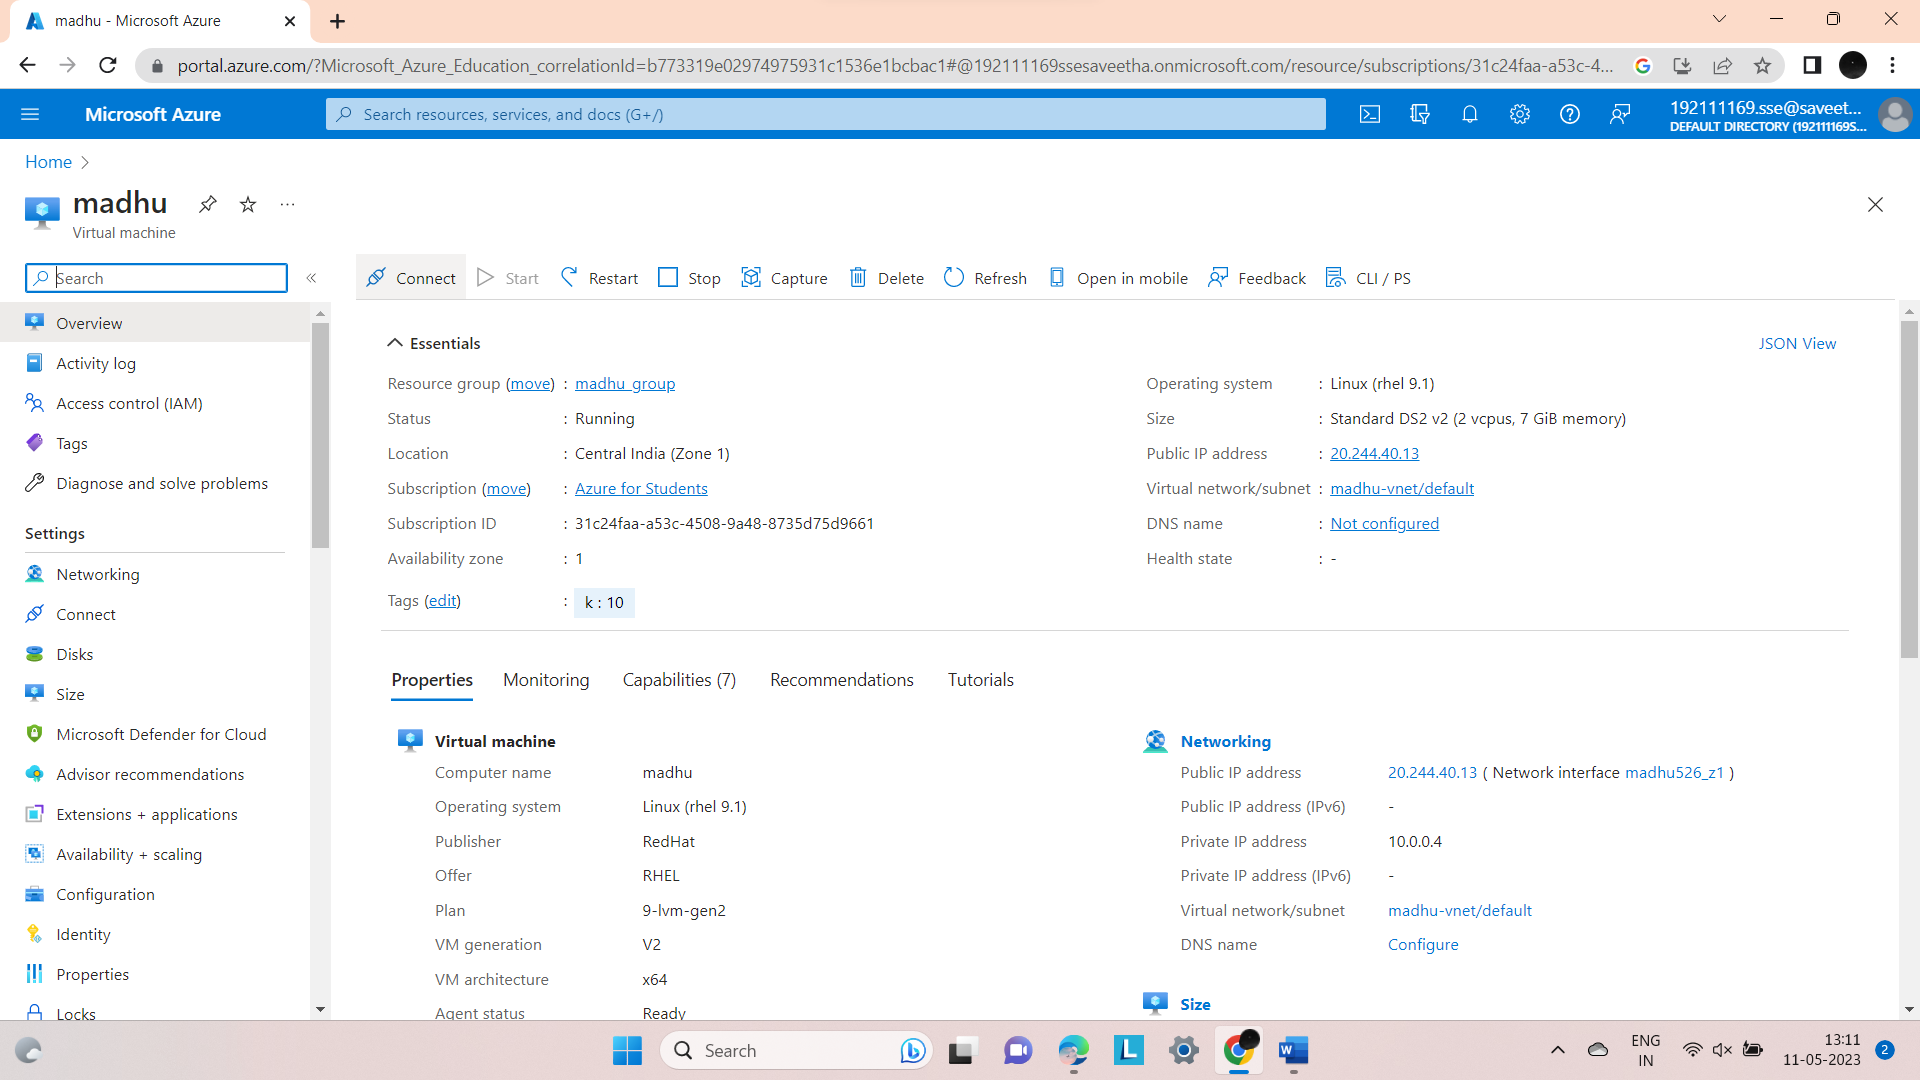 madhu - Microsoft Azure
portal.azure.com/?Microsoft_Azure_Education_correlationId=b773319e02974975931c1536e1bcbac1#@192111169ssesaveetha.onmicrosoft.com/resource/subscriptions/31c24faa-a53c-4...
Microsoft Azure
Search resources, services, and docs (G+/)
192111169.sse@saveet...
DEFAULT DIRECTORY (192111169S...
Home
madhu
Virtual machine
Search
Connect
Start
Restart
Stop
Capture
Delete
Refresh
Open in mobile
Feedback
CLI / PS
Overview
Activity log
Access control (IAM)
Tags
Diagnose and solve problems
Settings
Networking
Connect
Disks
Size
Microsoft Defender for Cloud
Advisor recommendations
Extensions + applications
Availability + scaling
Configuration
Identity
Properties
Locks
Essentials
JSON View
Resource group (move) : madhu_group
Status : Running
Location : Central India (Zone 1)
Subscription (move) : Azure for Students
Subscription ID : 31c24faa-a53c-4508-9a48-8735d75d9661
Availability zone : 1
Operating system : Linux (rhel 9.1)
Size : Standard DS2 v2 (2 vcpus, 7 GiB memory)
Public IP address : 20.244.40.13
Virtual network/subnet : madhu-vnet/default
DNS name : Not configured
Health state : -
Tags (edit) : k : 10
Properties
Monitoring
Capabilities (7)
Recommendations
Tutorials
Virtual machine
Computer name madhu
Operating system Linux (rhel 9.1)
Publisher RedHat
Offer RHEL
Plan 9-lvm-gen2
VM generation V2
VM architecture x64
Agent status Ready
Networking
Public IP address 20.244.40.13 ( Network interface madhu526_z1 )
Public IP address (IPv6) -
Private IP address 10.0.0.4
Private IP address (IPv6) -
Virtual network/subnet madhu-vnet/default
DNS name Configure
Size
Search
ENG
IN
13:11
11-05-2023
2